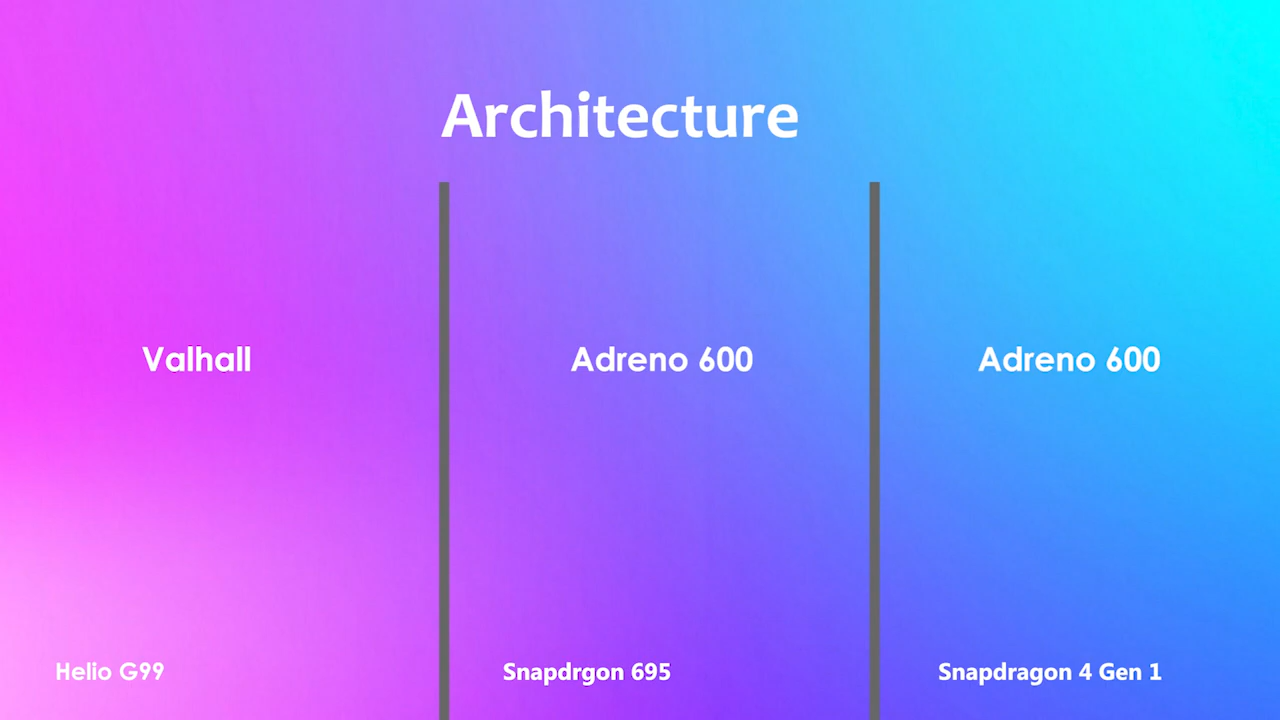 Architecture
Valhall
Adreno 600
Adreno 600
Helio G99
Snapdrgon 695
Snapdragon 4 Gen 1